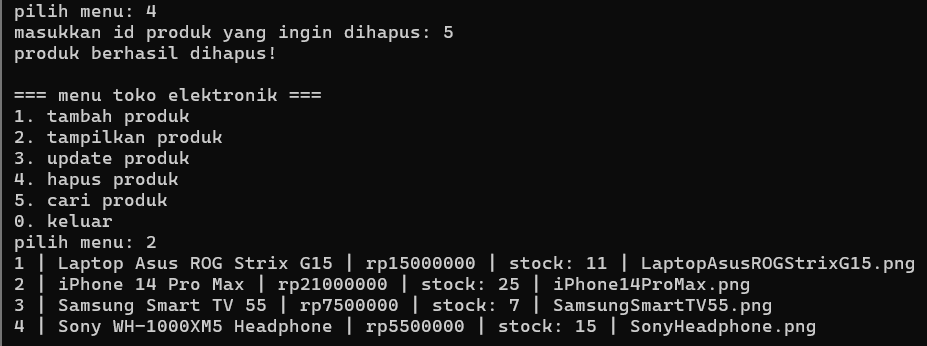 pilih menu: 4
masukkan id produk yang ingin dihapus: 5
produk berhasil dihapus!
=== menu toko elektronik ===
1. tambah produk
2. tampilkan produk
3. update produk
4. hapus produk
5. cari produk
0. keluar
pilih menu: 2
1 | Laptop Asus ROG Strix G15 | rp15000000 | stock: 11 | LaptopAsusROGStrixG15.png
2 | iPhone 14 Pro Max | rp21000000 | stock: 25 | iPhone14ProMax.png
3 | Samsung Smart TV 55 | rp7500000 | stock: 7 | SamsungSmartTV55.png
4 | Sony WH-1000XM5 Headphone | rp5500000 | stock: 15 | SonyHeadphone.png